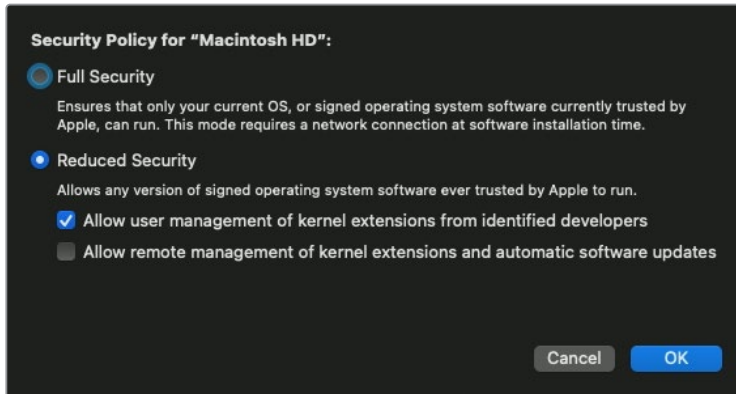 Security Policy for “Macintosh HD”:
Full Security
Ensures that only your current OS, or signed operating system software currently trusted by
Apple, can run. This mode requires a network connection at software installation time.
Reduced Security
Allows any version of signed operating system software ever trusted by Apple to run.
Allow user management of kernel extensions from identified developers
Allow remote management of kernel extensions and automatic software updates
Cancel OK